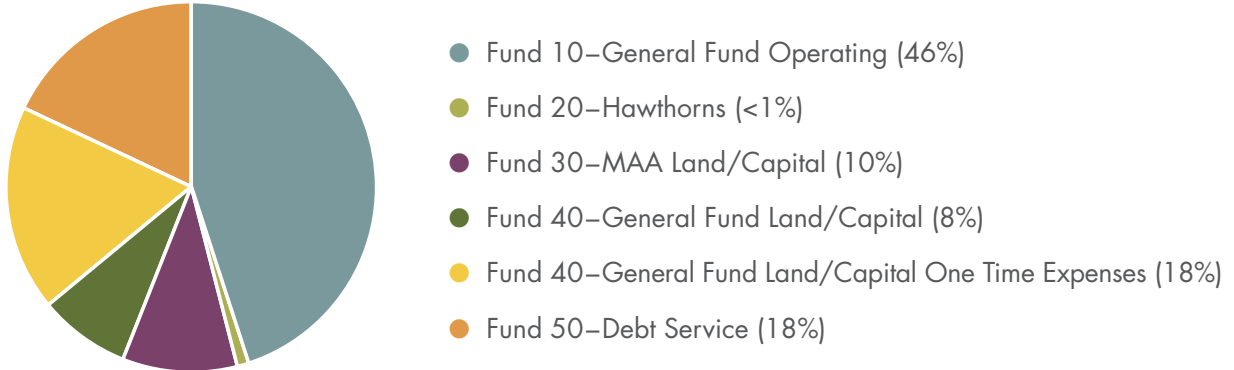 Fund 10–General Fund Operating (46%)
Fund 20–Hawthorns (<1%)
Fund 30–MAA Land/Capital (10%)
Fund 40–General Fund Land/Capital (8%)
Fund 40–General Fund Land/Capital One Time Expenses (18%)
Fund 50–Debt Service (18%)